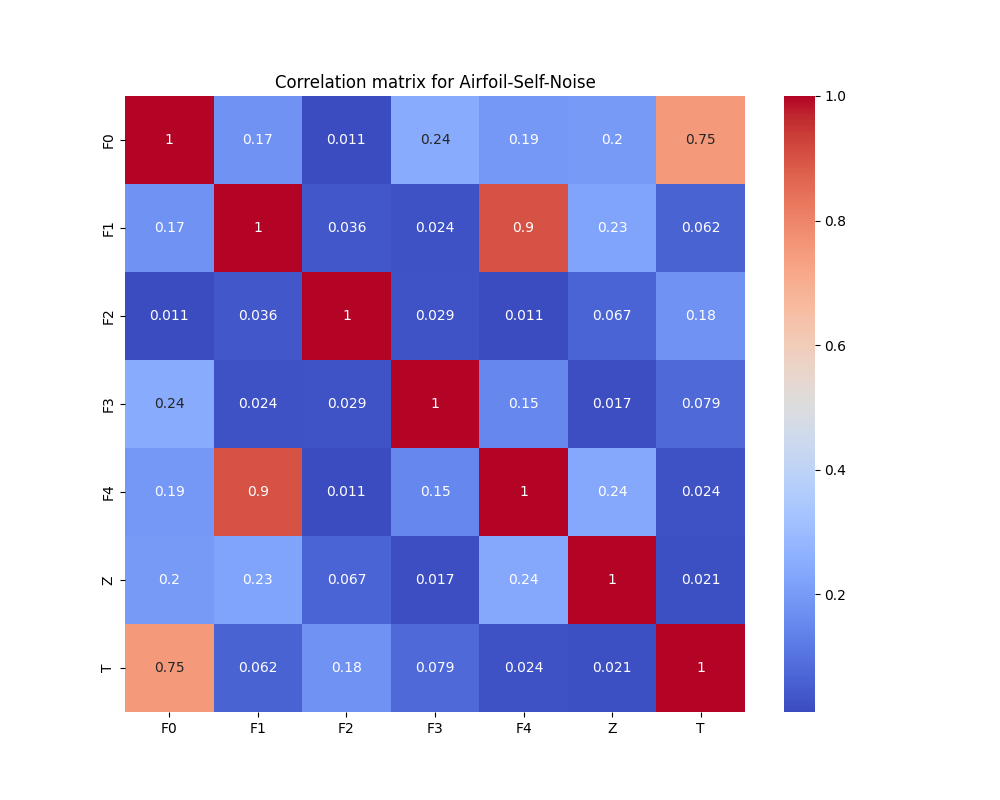 Correlation matrix for Airfoil-Self-Noise
F0 1 0.17 0.011 0.24 0.19 0.2 0.75
F1 0.17 1 0.036 0.024 0.9 0.23 0.062
F2 0.011 0.036 1 0.029 0.011 0.067 0.18
F3 0.24 0.024 0.029 1 0.15 0.017 0.079
F4 0.19 0.9 0.011 0.15 1 0.24 0.024
Z 0.2 0.23 0.067 0.017 0.24 1 0.021
T 0.75 0.062 0.18 0.079 0.024 0.021 1
F0 F1 F2 F3 F4 Z T
1.0
0.8
0.6
0.4
0.2